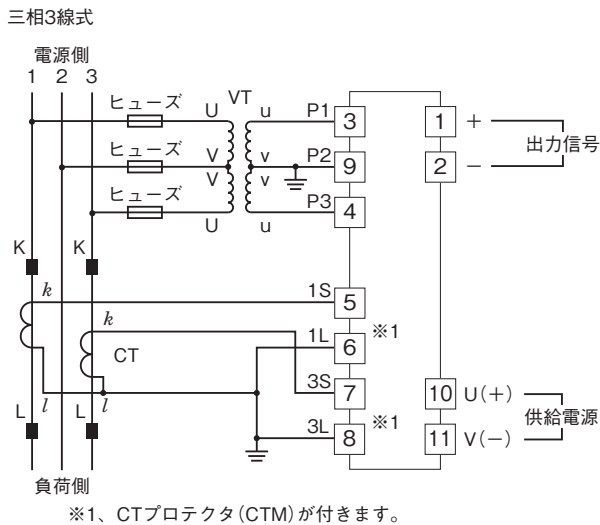 三相3線式
電源側
1 2 3
ヒューズ U VT u P1 3 1 +
出力信号
ヒューズ V v P2 9 2 −
V v
ヒューズ P3 4
U u
K K
k 1S 5
※1
k 1L 6
CT
3S 7 10 U(+)
供給電源
L l L l ※1
3L 8 11 V(−)
負荷側
※1、CTプロテクタ(CTM)が付きます。